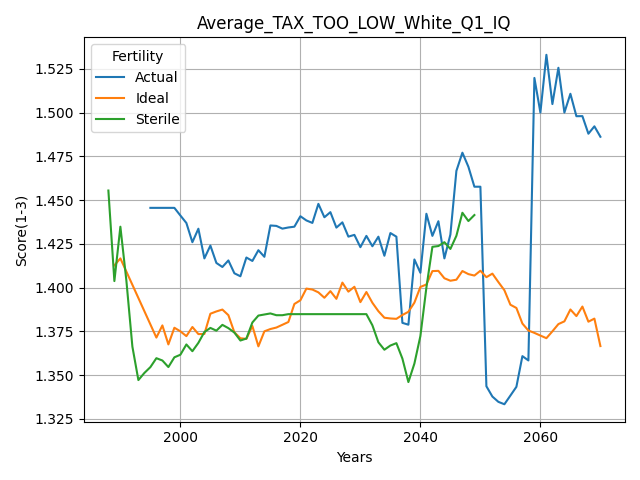 Average_TAX_TOO_LOW_White_Q1_IQ
Fertility
Actual
Ideal
Sterile
Score(1-3)
1.525
1.500
1.475
1.450
1.425
1.400
1.375
1.350
1.325
2000
2020
2040
2060
Years